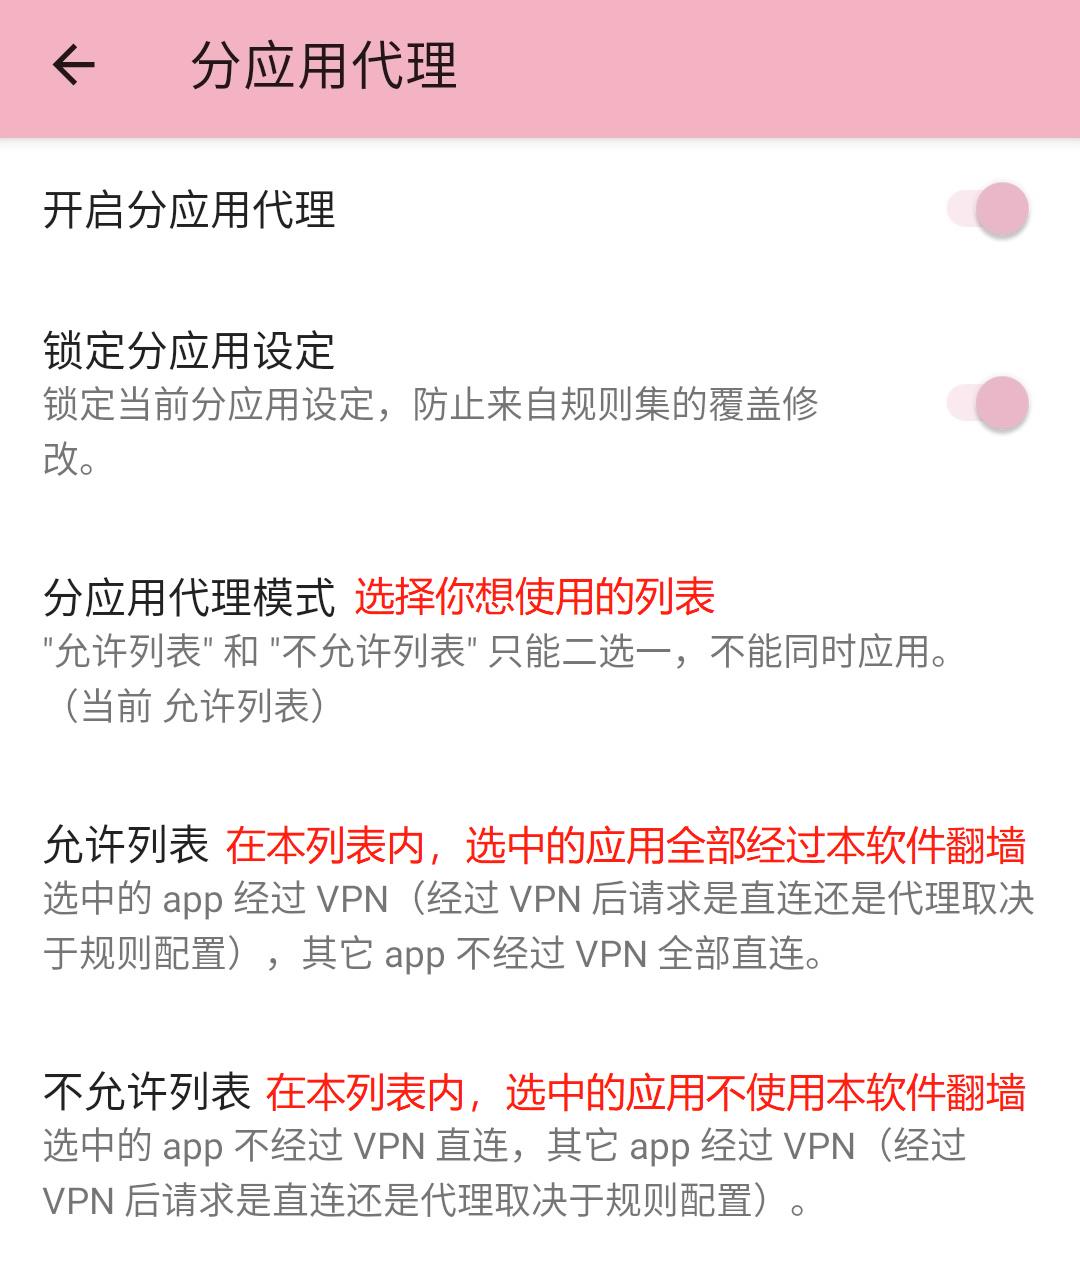 分应用代理
开启分应用代理
锁定分应用设定
锁定当前分应用设定，防止来自规则集的覆盖修
改。
分应用代理模式 选择你想使用的列表
"允许列表" 和 "不允许列表" 只能二选一，不能同时应用。
（当前 允许列表）
允许列表 在本列表内，选中的应用全部经过本软件翻墙
选中的 app 经过 VPN（经过 VPN 后请求是直连还是代理取决
于规则配置），其它 app 不经过 VPN 全部直连。
不允许列表 在本列表内，选中的应用不使用本软件翻墙
选中的 app 不经过 VPN 直连，其它 app 经过 VPN（经过
VPN 后请求是直连还是代理取决于规则配置）。